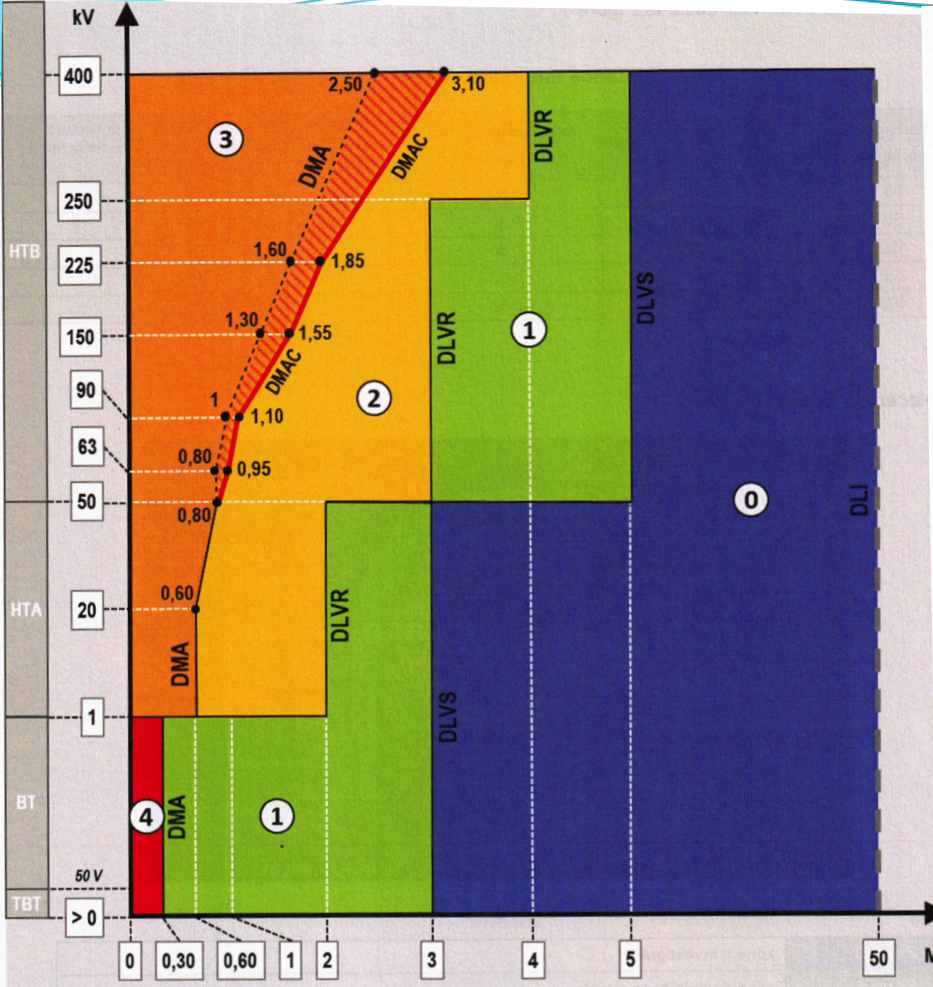 kV
400
2,50
3,10
3
DMA
DMAC
DLVR
250
HTB
1,60
225
1,85
DLVS
1,30
150
1,55
DLVR
1
DMAC
90
1
1,10
2
63
0,80
0,95
50
0,80
0
DLI
HTA
20
0,60
DMA
DLVR
1
DLVS
BT
4
DMA
1
50 V
TBT
> 0
0
0,30
0,60
1
2
3
4
5
50
M